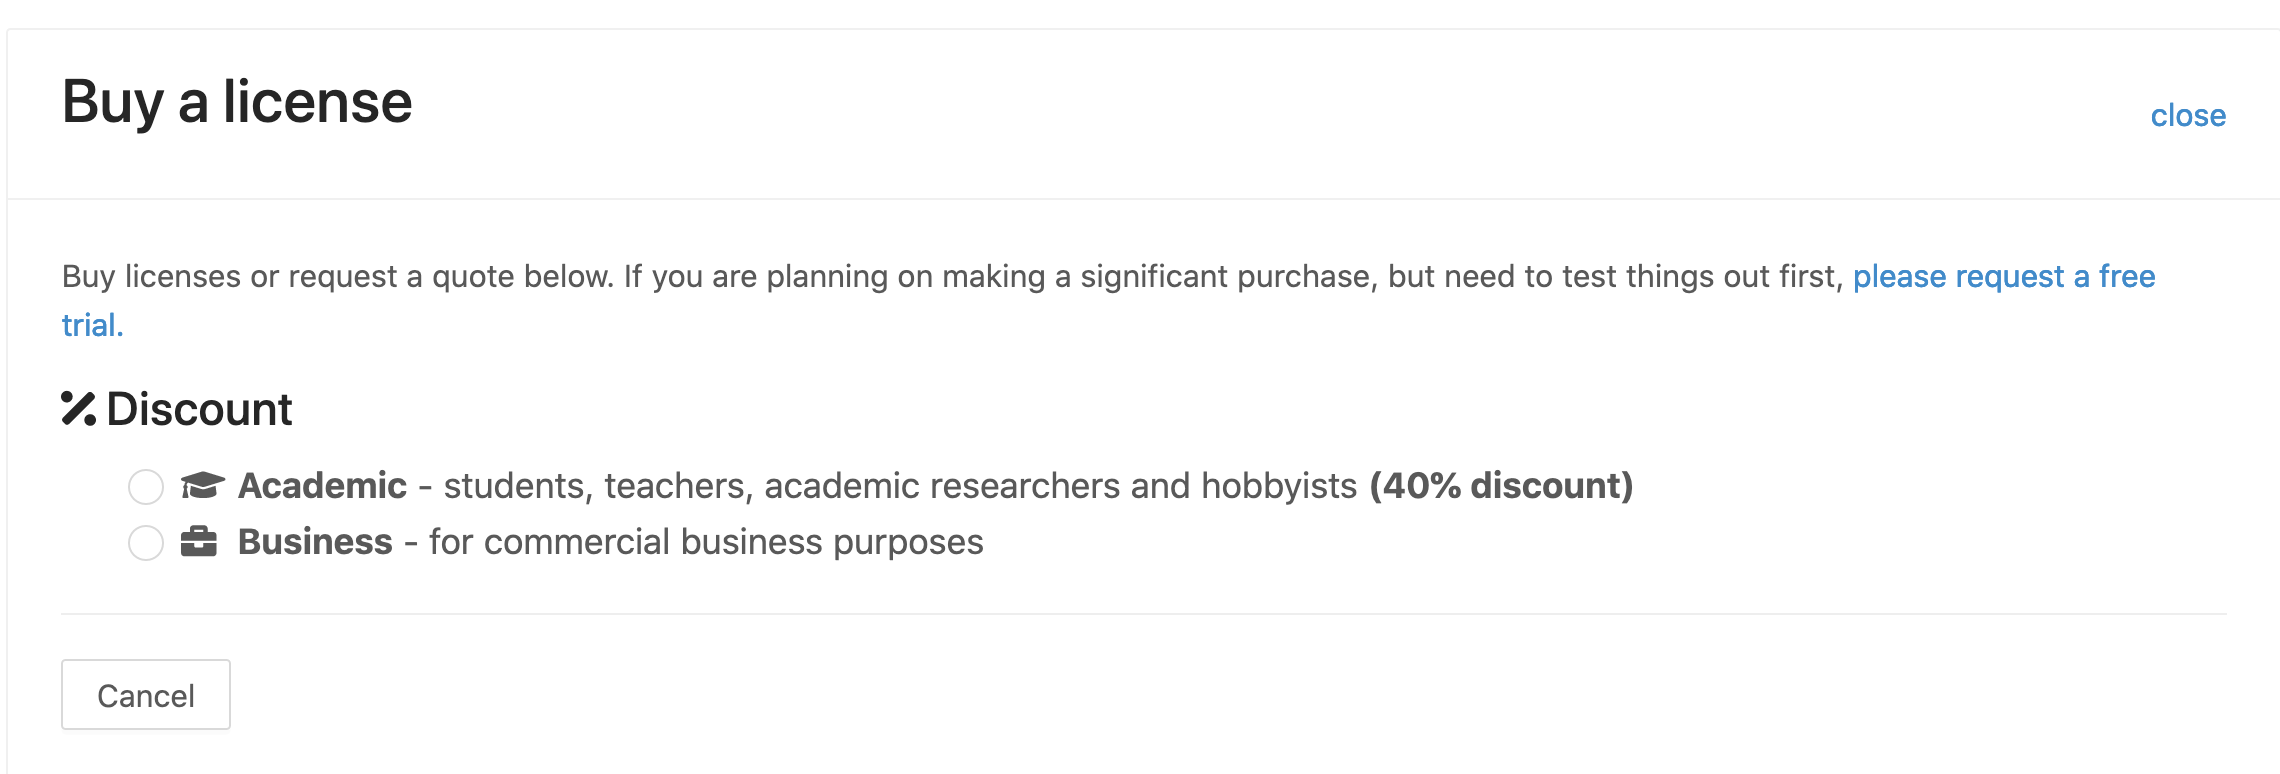 Buy a license
close
Buy licenses or request a quote below. If you are planning on making a significant purchase, but need to test things out first, please request a free
trial.
Discount
Academic - students, teachers, academic researchers and hobbyists (40% discount)
Business - for commercial business purposes
Cancel